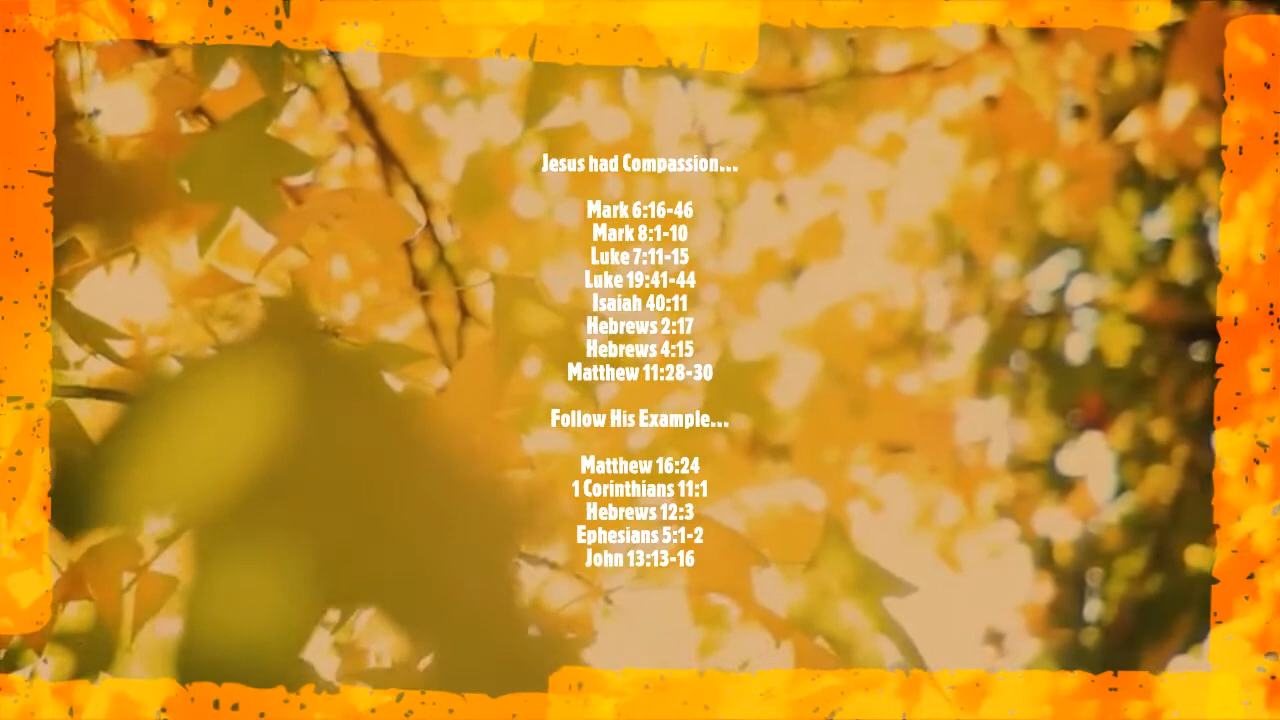 Jesus had Compassion...
Mark 6:16-46
Mark 8:1-10
Luke 7:11-15
Luke 19:41-44
Isaiah 40:11
Hebrews 2:17
Hebrews 4:15
Matthew 11:28-30
Follow His Example...
Matthew 16:24
1 Corinthians 11:1
Hebrews 12:3
Ephesians 5:1-2
John 13:13-16